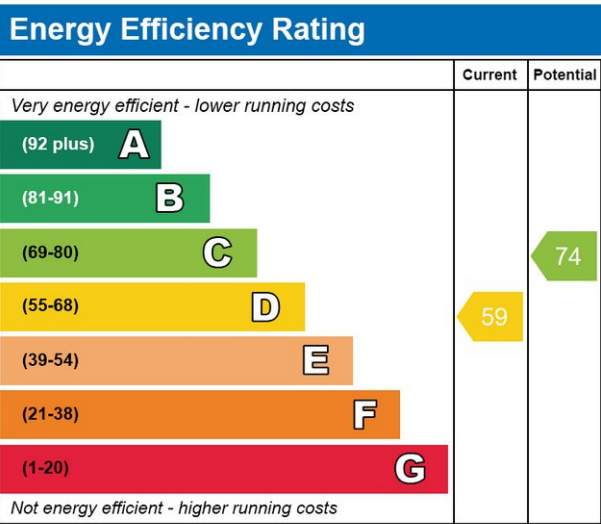 Energy Efficiency Rating
Current Potential
Very energy efficient - lower running costs
(92 plus) A
(81-91) B
(69-80) C 74
(55-68) D 59
(39-54) E
(21-38) F
(1-20) G
Not energy efficient - higher running costs